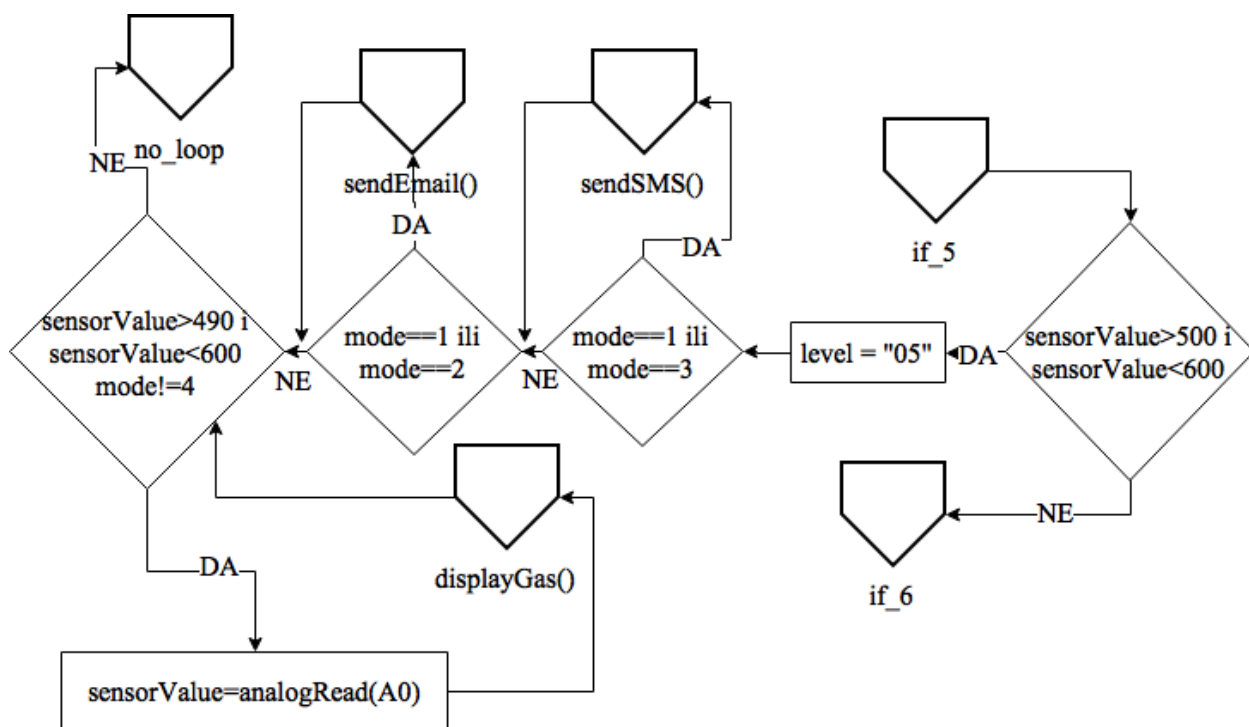 no_loop
NE
sendEmail()
DA
sendSMS()
DA
if_5
sensorValue>490 i
sensorValue<600
mode!=4
NE
mode==1 ili
mode==2
NE
mode==1 ili
mode==3
level = "05"
DA
sensorValue>500 i
sensorValue<600
NE
if_6
displayGas()
DA
sensorValue=analogRead(A0)